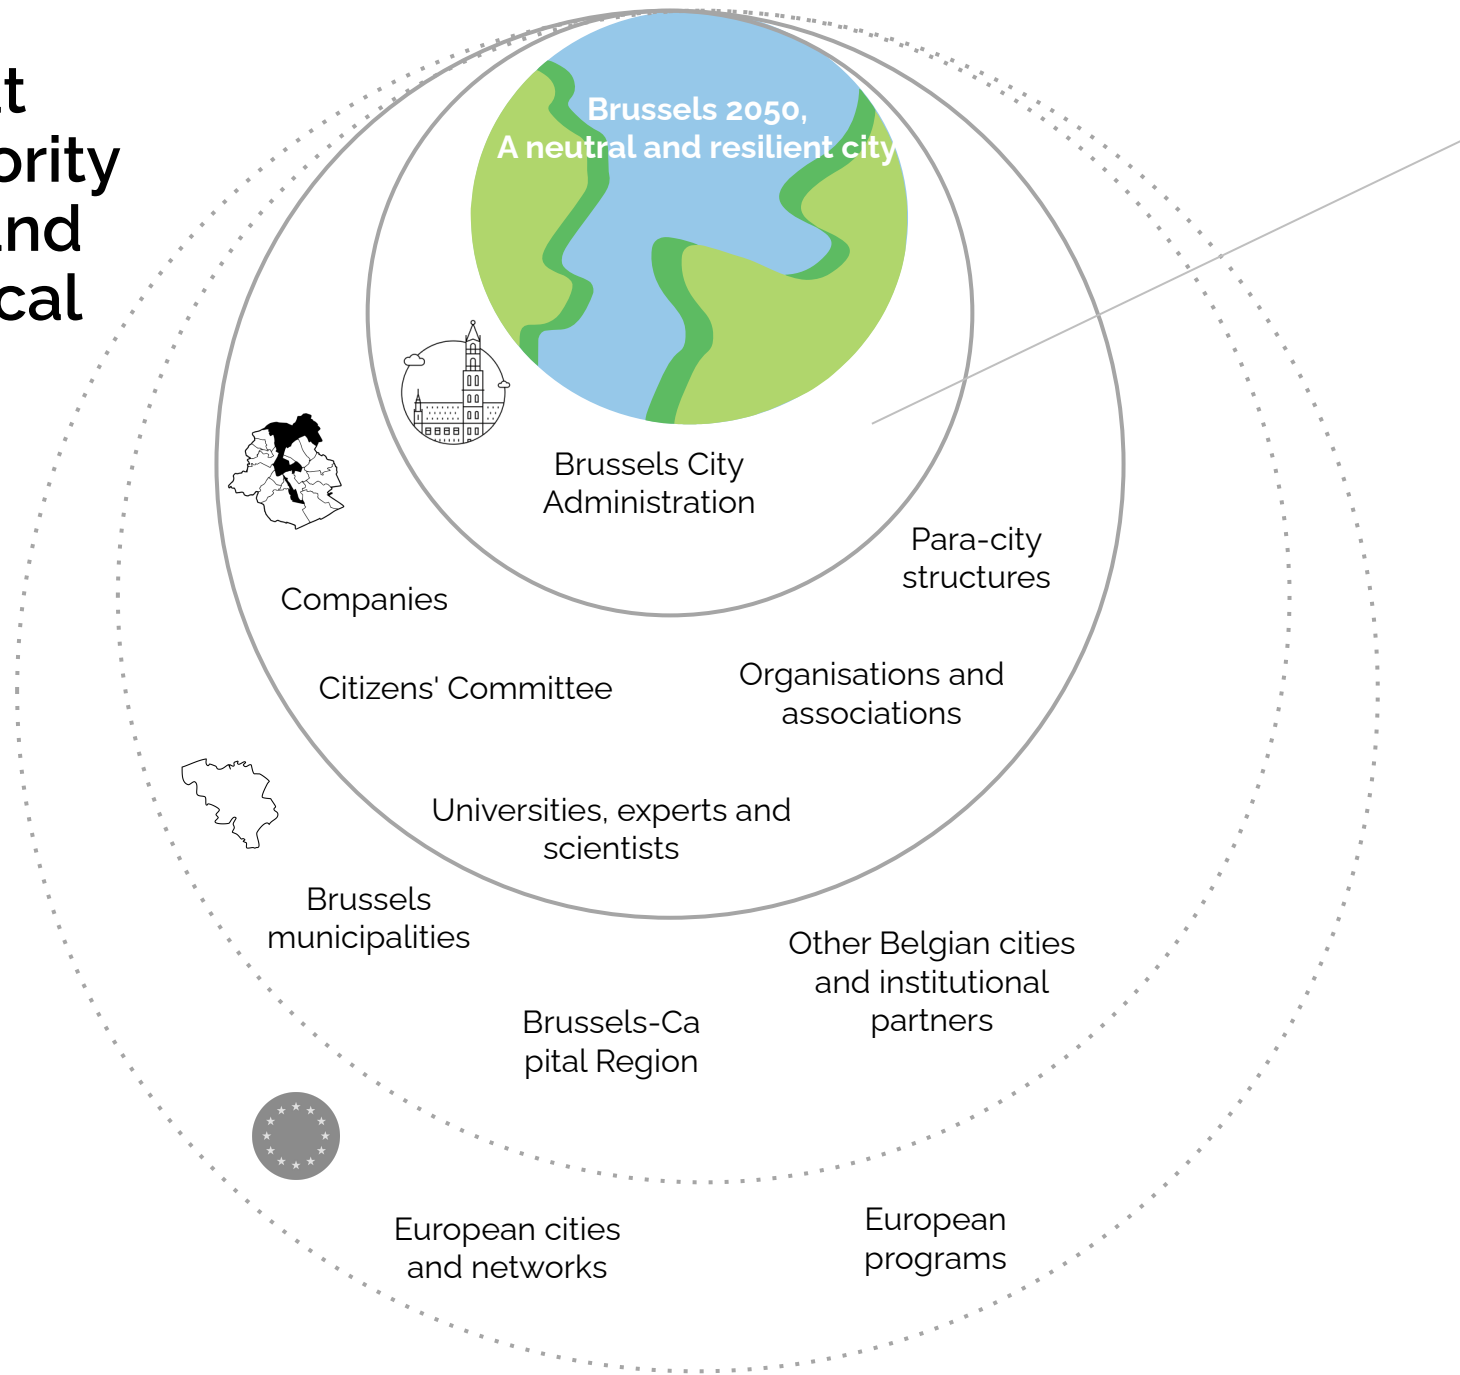 ority
and
cal
Brussels 2050,
A neutral and resilient city
Brussels City
Administration
Para-city
structures
Companies
Citizens' Committee
Organisations and
associations
Universities, experts and
scientists
Brussels
municipalities
Other Belgian cities
and institutional
partners
Brussels-Ca
pital Region
European cities
and networks
European
programs